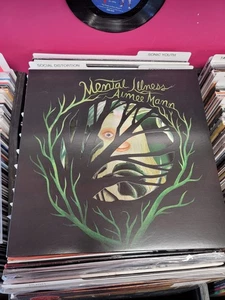 SONIC YOUTH
SOCIAL DISTORTION
Mental Illness
Aimee Mann